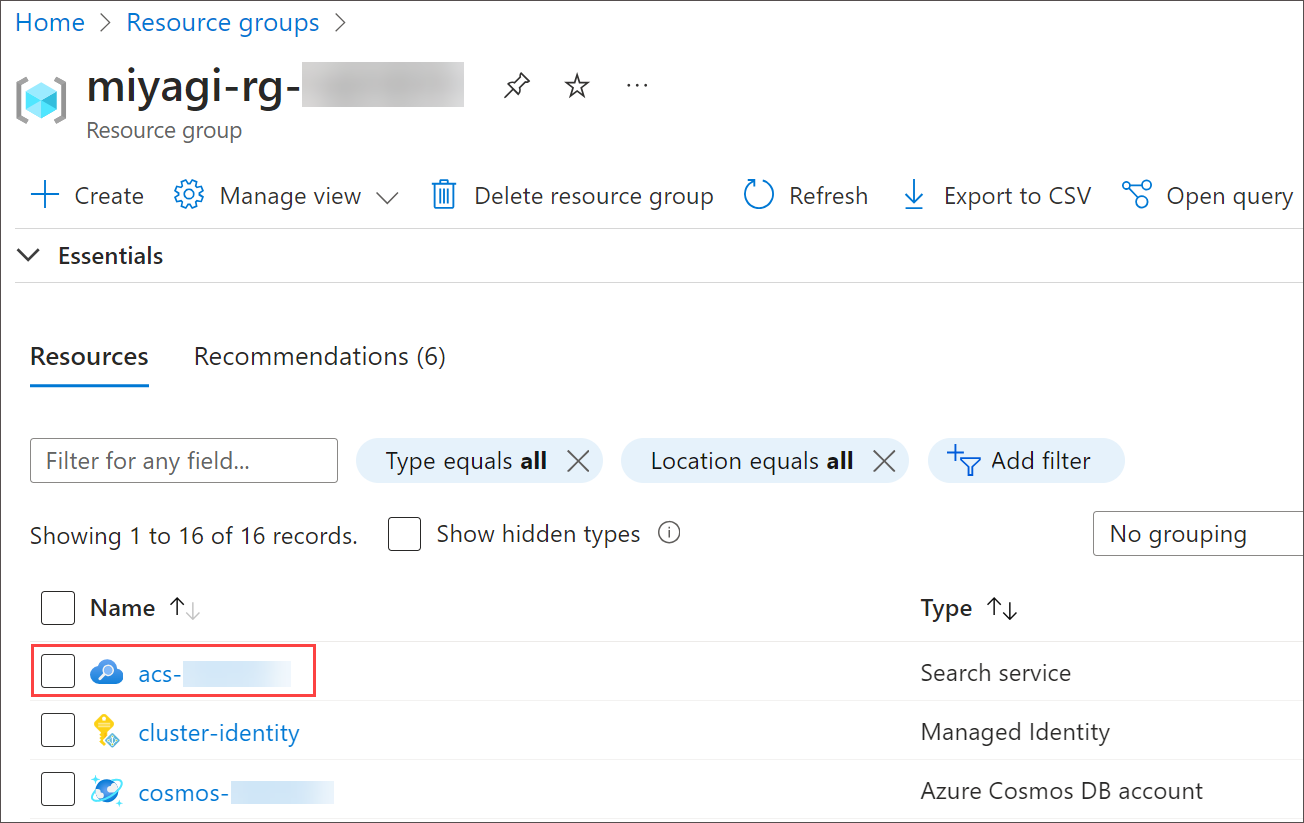 Home > Resource groups >
miyagi-rg-
Resource group
Create Manage view Delete resource group Refresh Export to CSV Open query
Essentials
Resources Recommendations (6)
Filter for any field... Type equals all Location equals all Add filter
Showing 1 to 16 of 16 records. Show hidden types No grouping
Name Type
acs- Search service
cluster-identity Managed Identity
cosmos- Azure Cosmos DB account